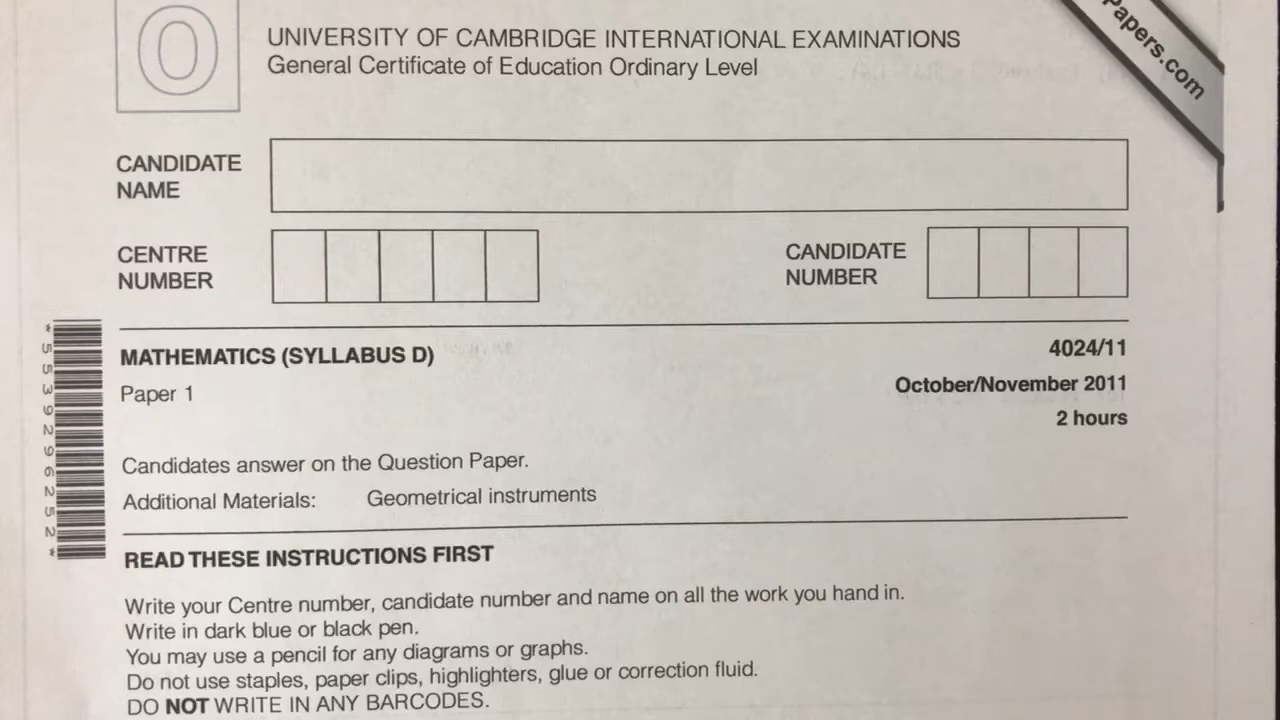 O
UNIVERSITY OF CAMBRIDGE INTERNATIONAL EXAMINATIONS
General Certificate of Education Ordinary Level
Papers.com
CANDIDATE
NAME
CENTRE
NUMBER
CANDIDATE
NUMBER
MATHEMATICS (SYLLABUS D)
4024/11
Paper 1
October/November 2011
2 hours
Candidates answer on the Question Paper.
Additional Materials: Geometrical instruments
*5539296252*
READ THESE INSTRUCTIONS FIRST
Write your Centre number, candidate number and name on all the work you hand in.
Write in dark blue or black pen.
You may use a pencil for any diagrams or graphs.
Do not use staples, paper clips, highlighters, glue or correction fluid.
DO NOT WRITE IN ANY BARCODES.